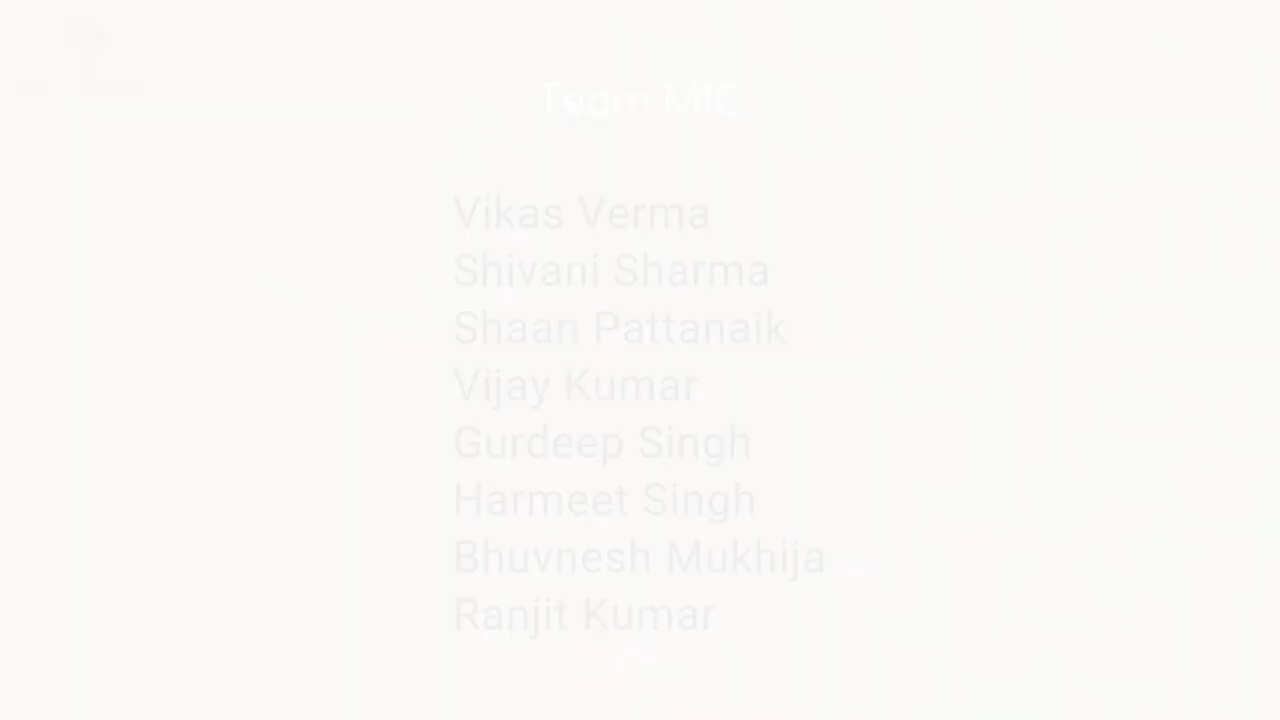 Team MIC
Vikas Verma
Shivani Sharma
Shaan Pattanaik
Vijay Kumar
Gurdeep Singh
Harmeet Singh
Bhuvnesh Mukhija
Ranjit Kumar